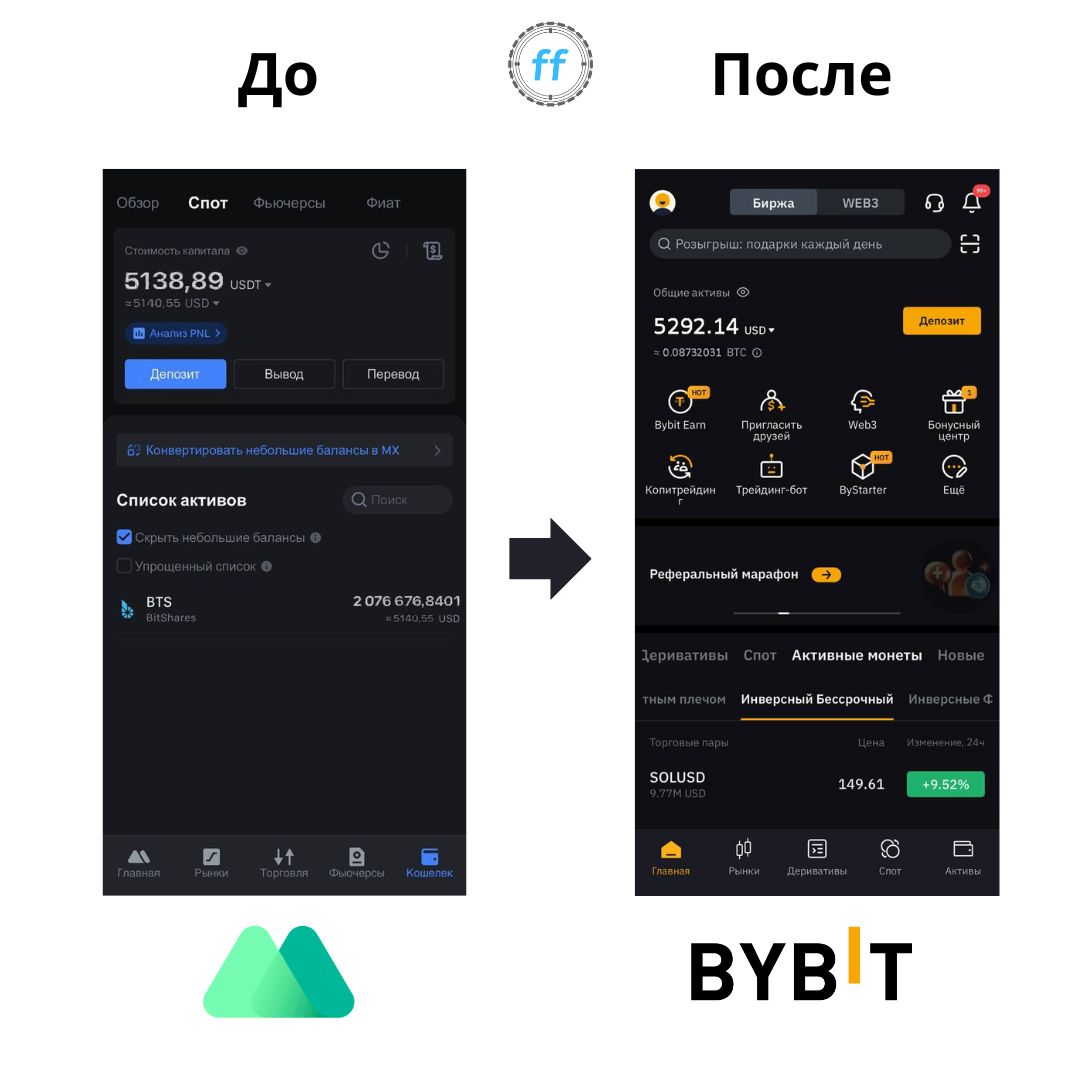 До
ff
После
Обзор Спот Фьючерсы Фиат
Стоимость капитала
5138,89 USDT
≈5140,55 USD
Анализ PNL
Депозит Вывод Перевод
Конвертировать небольшие балансы в MX
Список активов
Поиск
Скрыть небольшие балансы
Упрощенный список
BTS 2 076 676,8401
BitShares ≈5140,55 USD
Главная Рынки Торговля Фьючерсы Кошелек
Биржа WEB3
99+
Розыгрыш: подарки каждый день
Общие активы
5292.14 USD
Депозит
≈ 0.08732031 BTC
HOT
1
Bybit Earn Пригласить Web3 Бонусный
друзей центр
HOT
Копитрейдин Трейдинг-бот ByStarter Ещё
г
Реферальный марафон
Деривативы Спот Активные монеты Новые
тным плечом Инверсный Бессрочный Инверсные Ф
Торговые пары Цена Изменение, 24ч
SOLUSD 149.61 +9.52%
9.77M USD
Главная Рынки Деривативы Спот Активы
BYBIT